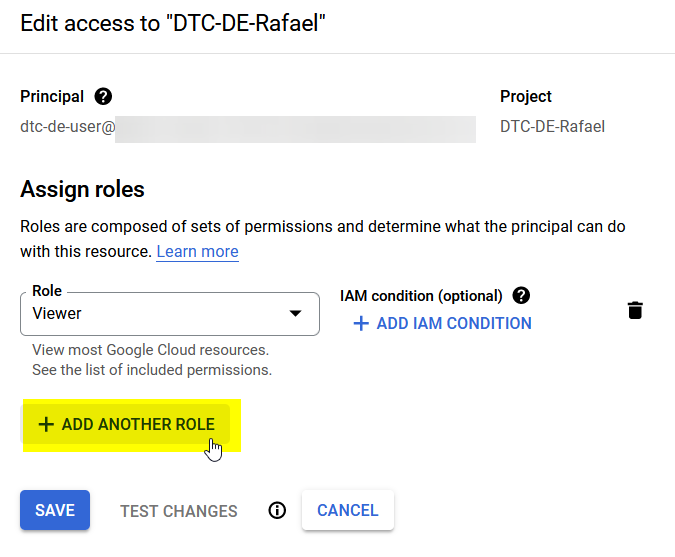 Edit access to "DTC-DE-Rafael"
Principal
Project
dtc-de-user@
DTC-DE-Rafael
Assign roles
Roles are composed of sets of permissions and determine what the principal can do
with this resource. Learn more
Role
Viewer
IAM condition (optional)
+ ADD IAM CONDITION
View most Google Cloud resources.
See the list of included permissions.
+ ADD ANOTHER ROLE
SAVE
TEST CHANGES
CANCEL